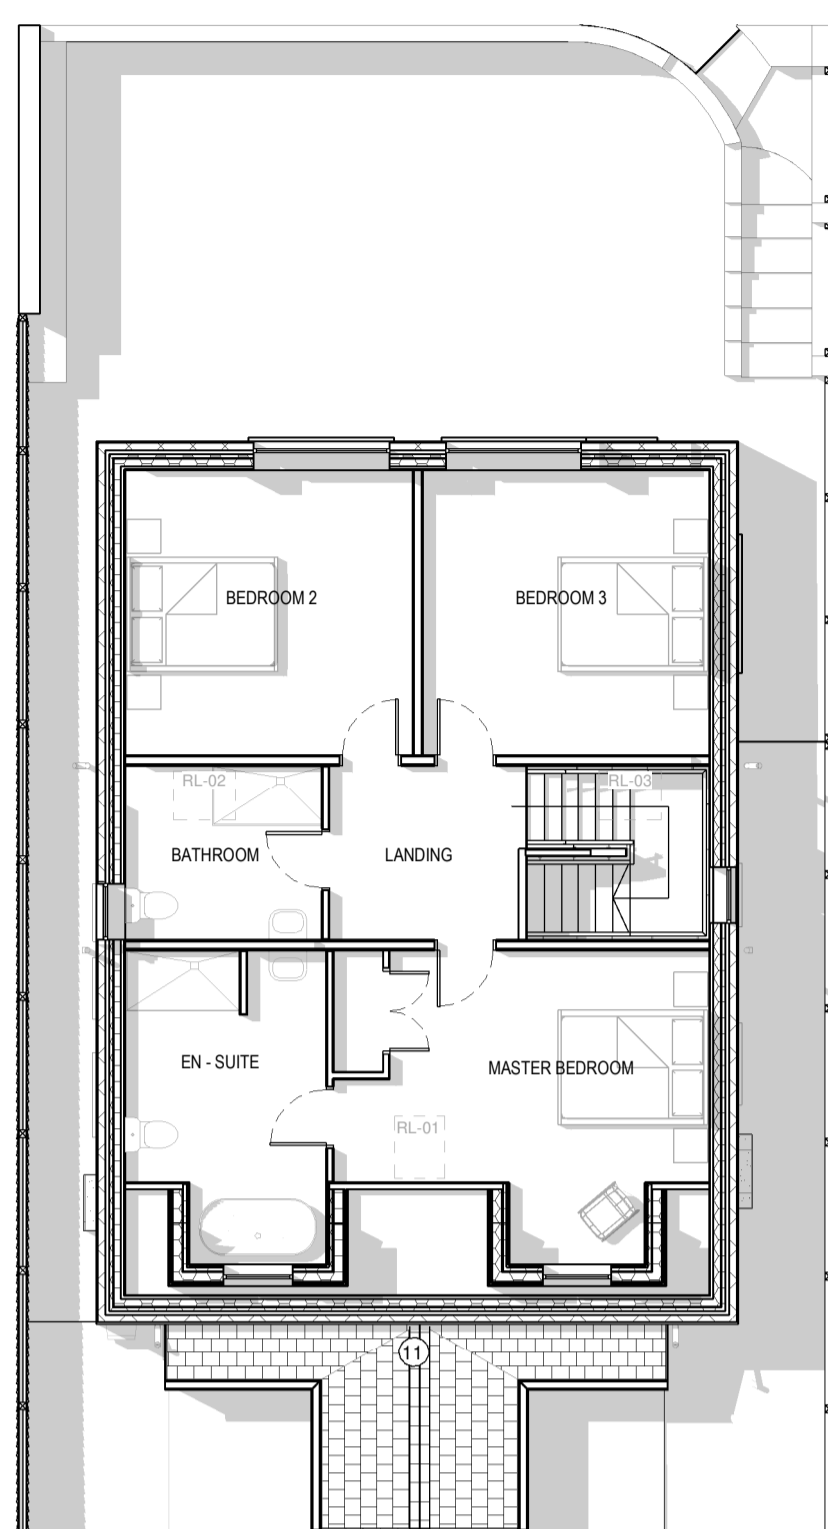 BEDROOM 2
BEDROOM 3
RL-02
RL-03
BATHROOM
LANDING
EN - SUITE
MASTER BEDROOM
RL-01
11